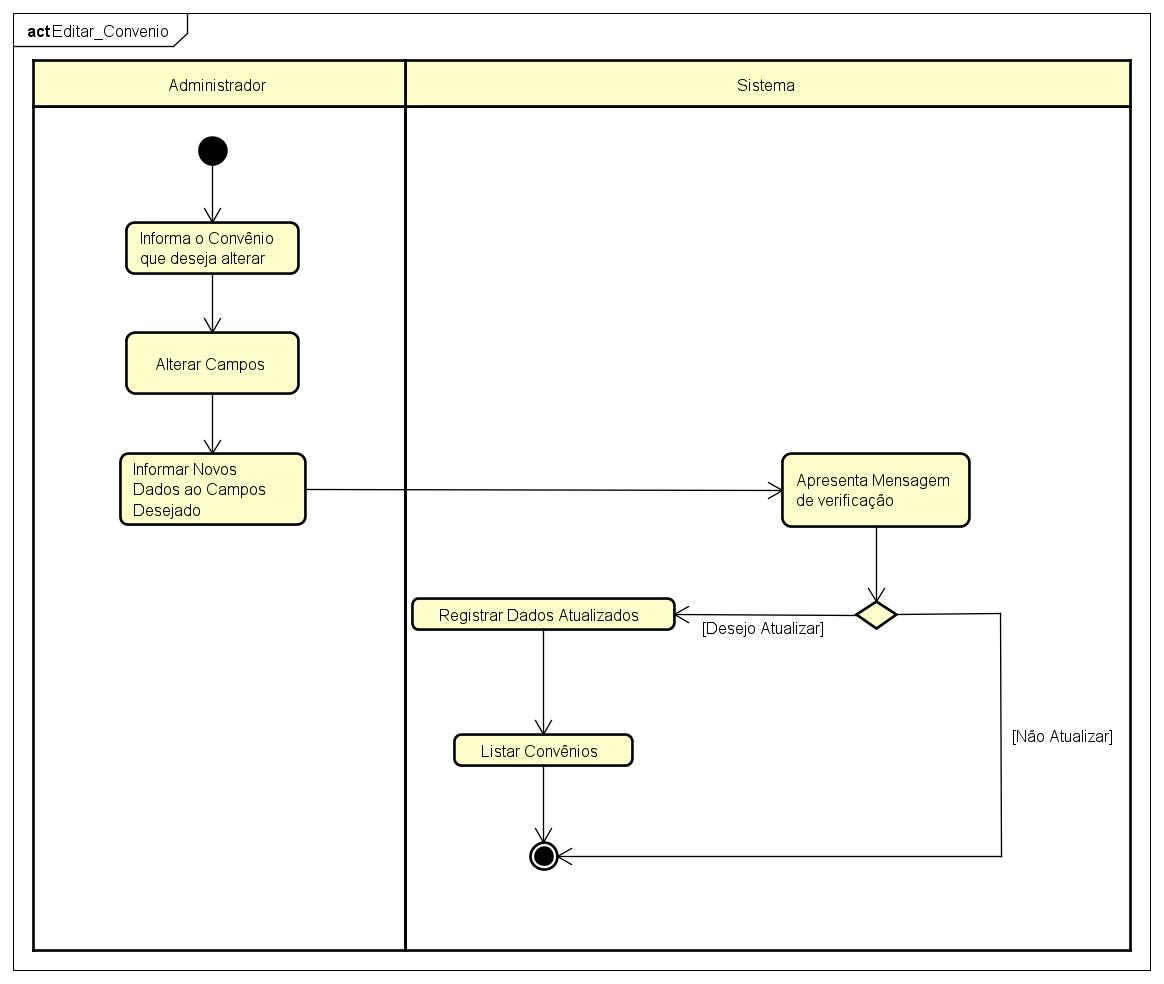 act Editar_Convenio
Administrador
Sistema
Informa o Convênio
que deseja alterar
Alterar Campos
Informar Novos
Dados ao Campos
Desejado
Apresenta Mensagem
de verificação
Registrar Dados Atualizados
[Desejo Atualizar]
[Não Atualizar]
Listar Convênios